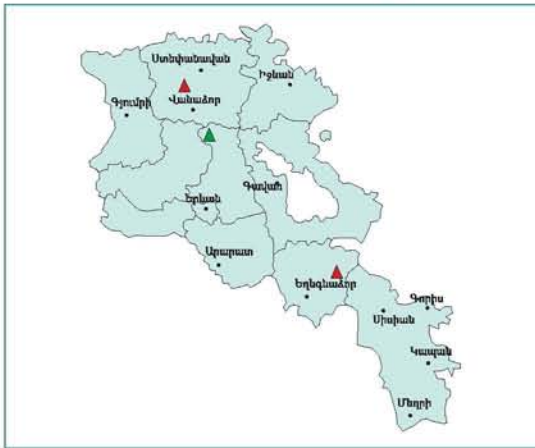 Ստեփանավան
Իջևան
Գյումրի
Վանաձոր
Գավառ
Երևան
Արարատ
Եղեգնաձոր
Գորիս
Սիսիան
Կապան
Մեղրի